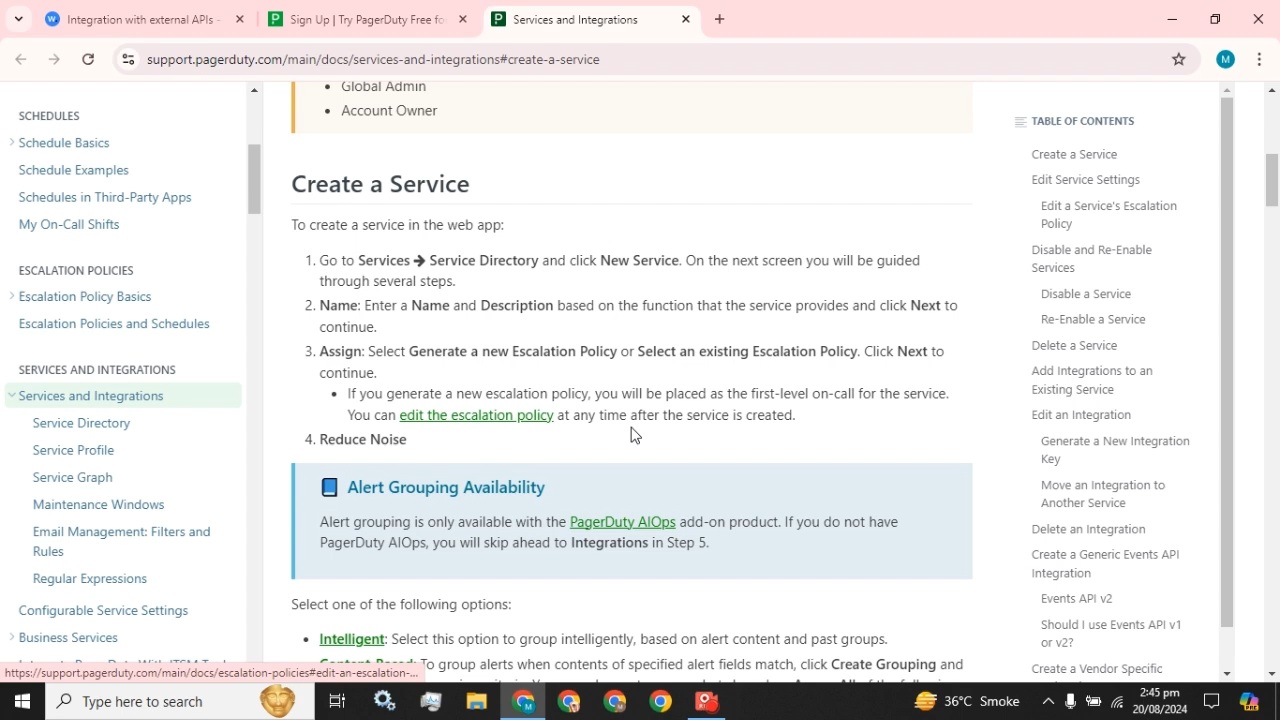 Integration with external APIs -
Sign Up | Try PagerDuty Free fo
Services and Integrations
support.pagerduty.com/main/docs/services-and-integrations#create-a-service
M
SCHEDULES
Schedule Basics
Schedule Examples
Schedules in Third-Party Apps
My On-Call Shifts
ESCALATION POLICIES
Escalation Policy Basics
Escalation Policies and Schedules
SERVICES AND INTEGRATIONS
Services and Integrations
Service Directory
Service Profile
Service Graph
Maintenance Windows
Email Management: Filters and
Rules
Regular Expressions
Configurable Service Settings
Business Services
https://support.pagerduty.com/main/docs/escalation-policies#edit-an-escalation-...
• Global Admin
• Account Owner
Create a Service
To create a service in the web app:
1. Go to Services → Service Directory and click New Service. On the next screen you will be guided
through several steps.
2. Name: Enter a Name and Description based on the function that the service provides and click Next to
continue.
3. Assign: Select Generate a new Escalation Policy or Select an existing Escalation Policy. Click Next to
continue.
• If you generate a new escalation policy, you will be placed as the first-level on-call for the service.
You can edit the escalation policy at any time after the service is created.
4. Reduce Noise
Alert Grouping Availability
Alert grouping is only available with the PagerDuty AIOps add-on product. If you do not have
PagerDuty AIOps, you will skip ahead to Integrations in Step 5.
Select one of the following options:
• Intelligent: Select this option to group intelligently, based on alert content and past groups.
Content-Based: To group alerts when contents of specified alert fields match, click Create Grouping and
TABLE OF CONTENTS
Create a Service
Edit Service Settings
Edit a Service's Escalation
Policy
Disable and Re-Enable
Services
Disable a Service
Re-Enable a Service
Delete a Service
Add Integrations to an
Existing Service
Edit an Integration
Generate a New Integration
Key
Move an Integration to
Another Service
Delete an Integration
Create a Generic Events API
Integration
Events API v2
Should I use Events API v1
or v2?
Create a Vendor Specific
Type here to search
36°C Smoke
2:45 pm
20/08/2024